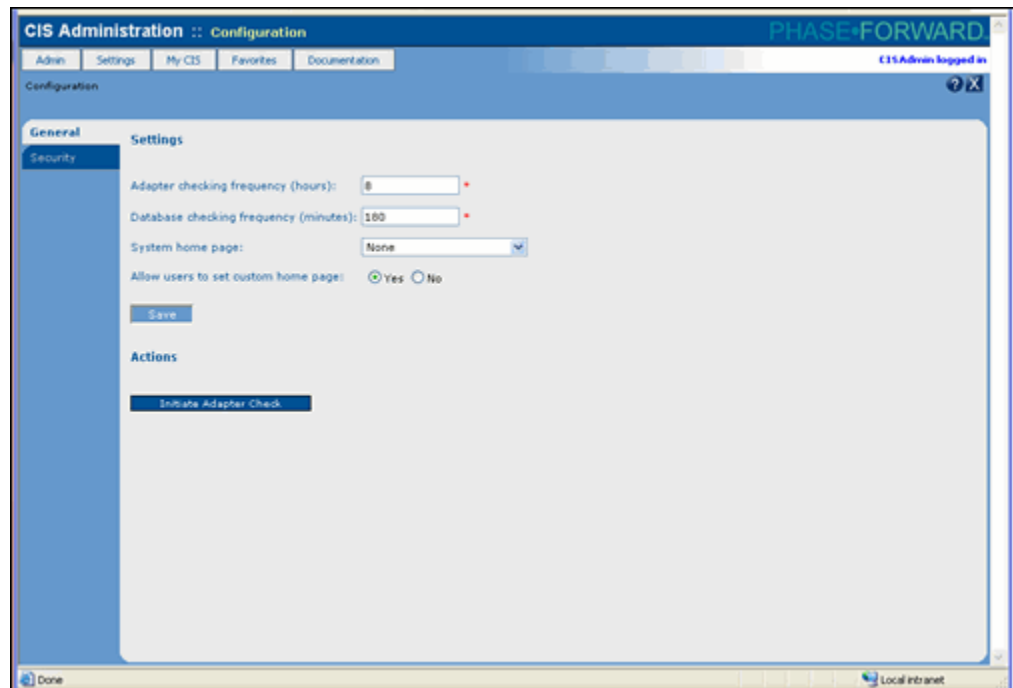 CIS Administration :: Configuration
PHASE•FORWARD.
Admin Settings My CIS Favorites Documentation
CISAdmin logged in
Configuration
? X
General
Security
Settings
Adapter checking frequency (hours): 8 *
Database checking frequency (minutes): 180 *
System home page: None
Allow users to set custom home page: Yes No
Save
Actions
Initiate Adapter Check
Done
Local intranet